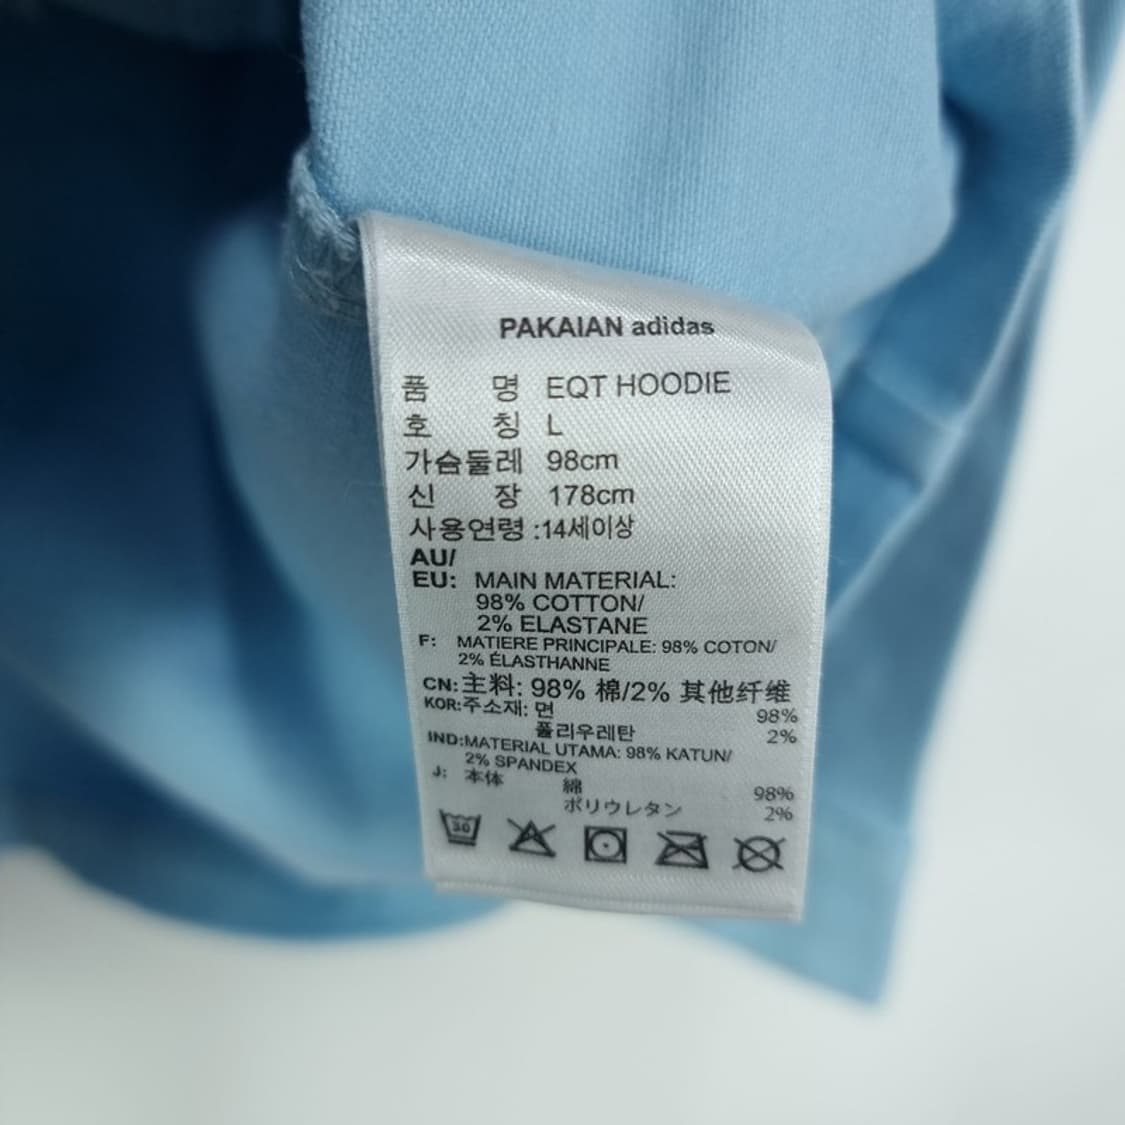 PAKAIAN adidas
품 명 EQT HOODIE
호 칭 L
가슴둘레 98cm
신 장 178cm
사용연령 :14세이상
AU/
EU: MAIN MATERIAL:
98% COTTON/
2% ELASTANE
F: MATIERE PRINCIPALE: 98% COTON/
2% ÉLASTHANNE
CN:主料: 98% 棉/2% 其他纤维
KOR:주소재: 면 98%
폴리우레탄 2%
IND:MATERIAL UTAMA: 98% KATUN/
2% SPANDEX
J: 本体 綿 98%
ポリウレタン 2%
30